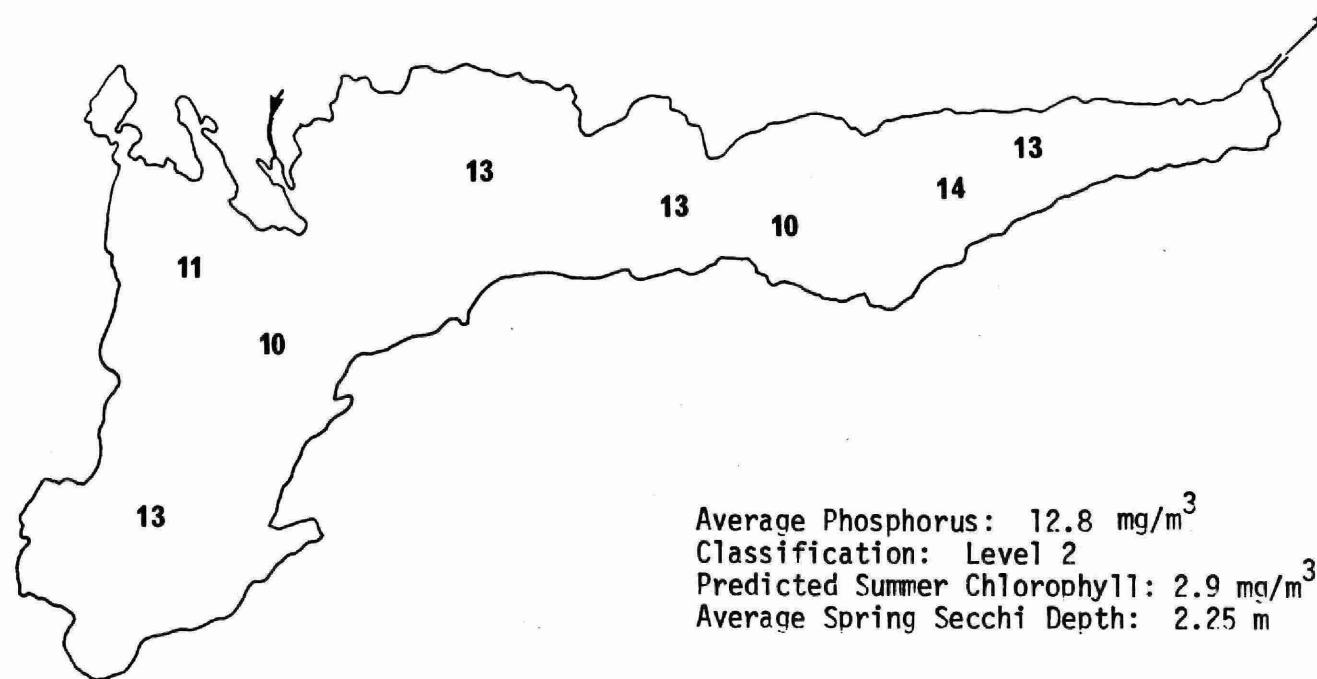 13
13
13
14
10
11
10
13
Average Phosphorus: 12.8 mg/m³
Classification: Level 2
Predicted Summer Chlorophyll: 2.9 mg/m³
Average Spring Secchi Depth: 2.25 m